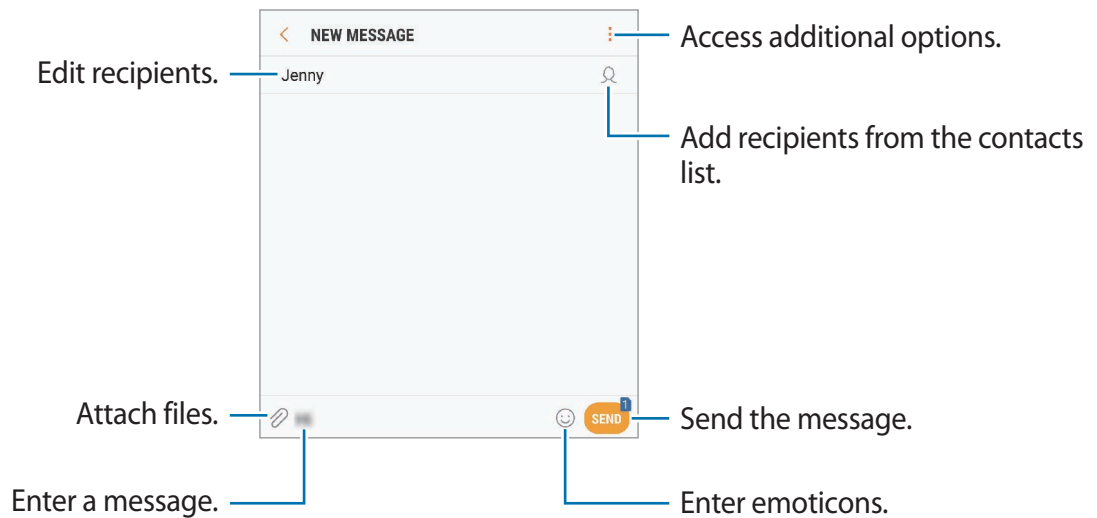 NEW MESSAGE
Access additional options.
Edit recipients.
Jenny
Add recipients from the contacts
list.
Attach files.
1
SEND
Send the message.
Enter a message.
Enter emoticons.